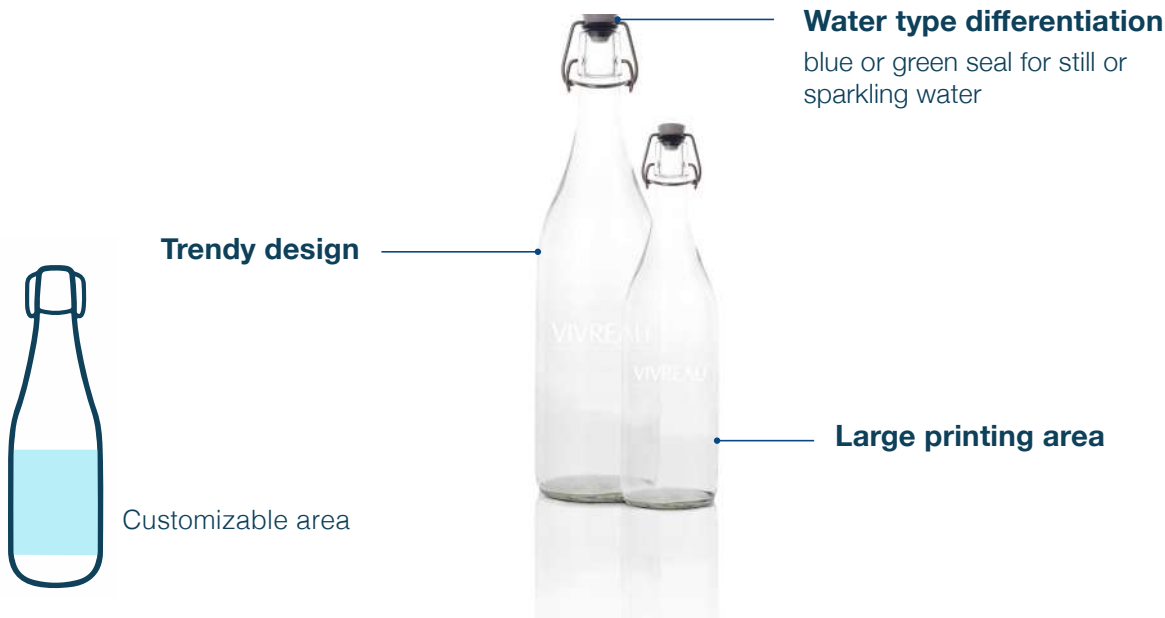 Water type differentiation
blue or green seal for still or
sparkling water
Trendy design
VIVREAU
VIVREAU
Large printing area
Customizable area